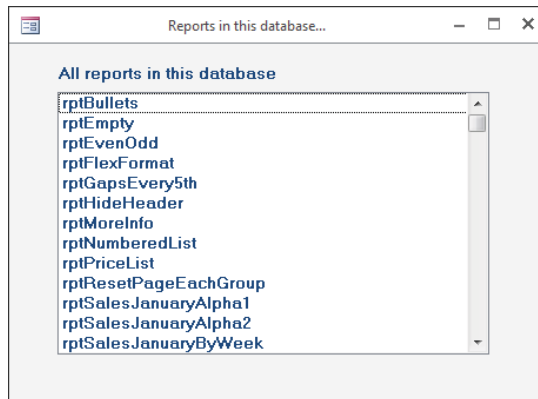 Reports in this database...
All reports in this database
rptBullets
rptEmpty
rptEvenOdd
rptFlexFormat
rptGapsEvery5th
rptHideHeader
rptMoreInfo
rptNumberedList
rptPriceList
rptResetPageEachGroup
rptSalesJanuaryAlpha1
rptSalesJanuaryAlpha2
rptSalesJanuaryByWeek